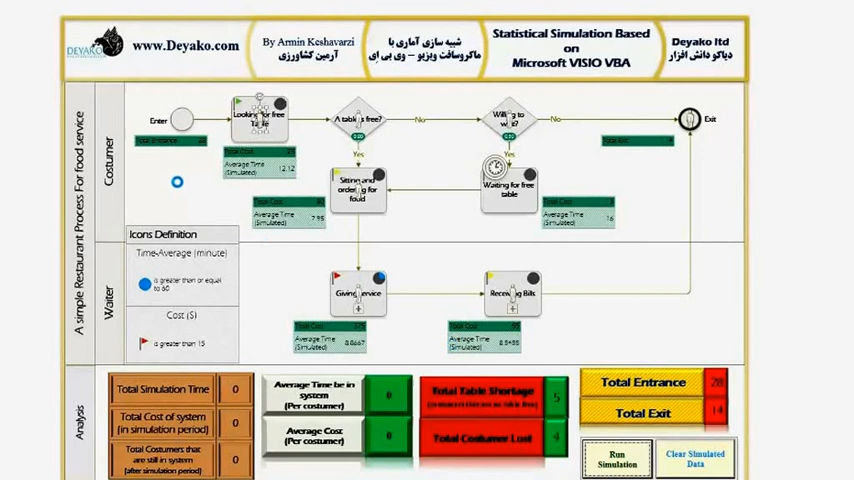 DEYAKO
www.Deyako.com
By Armin Keshavarzi
آرمین کشاورزی
شبیه سازی آماری با
ماکروسافت ویزیو - وی بی اِی
Statistical Simulation Based
on
Microsoft VISIO VBA
Deyako ltd
دیاکو دانش افزار
A simple Restaurant Process For food service
Costumer
Enter
Total Entrance 28
Looking for free
Table
Total Cost
Average Time
(Simulated) 12.12
A table is free?
No
Yes
Willing to
wait?
No
Yes
Exit
Total Exit 14
Sitting and
ordering for
food
Total Cost
Average Time
(Simulated) 7.95
Waiting for free
table
Total Cost
Average Time
(Simulated) 16
Waiter
Icons Definition
Time-Average (minute)
is greater than or equal
to 60
Cost ($)
is greater than 15
Giving service
Total Cost 375
Average Time
(Simulated) 8.8667
Receiving Bills
Total Cost
Average Time
(Simulated)
Analysis
Total Simulation Time 0
Total Cost of system
(in simulation period) 0
Total Costumers that
are still in system
(after simulation period) 0
Average Time be in
system
(Per costumer) 0
Average Cost
(Per costumer) 0
Total Table Shortage 5
Total Costumer Lost 4
Total Entrance 28
Total Exit 14
Run
Simulation
Clear Simulated
Data